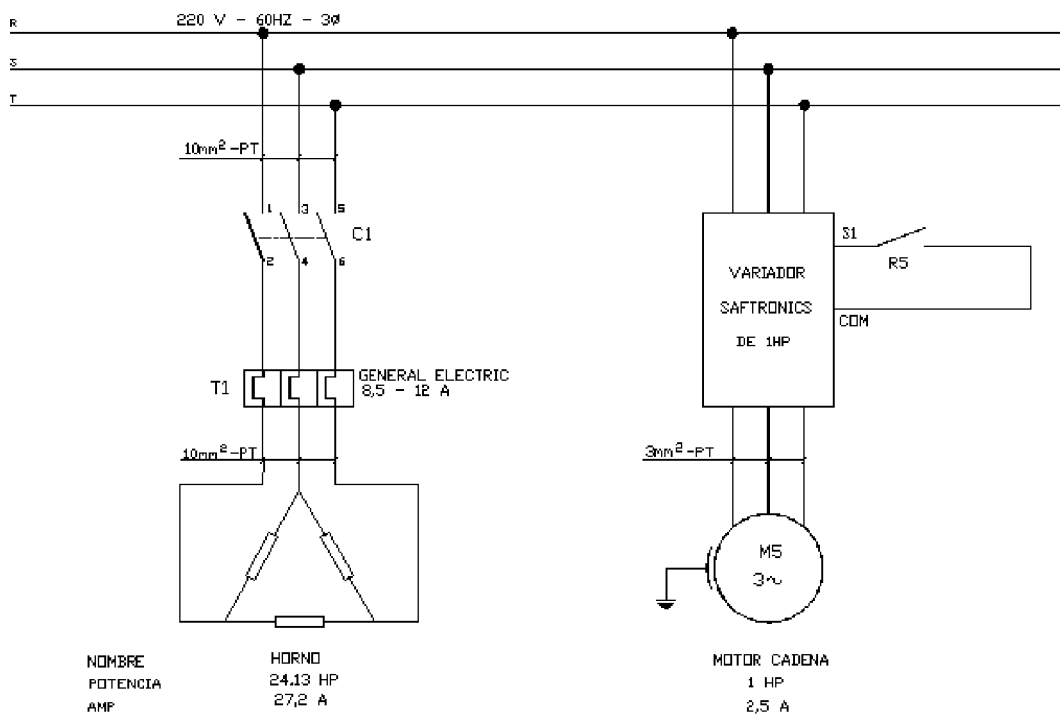 R
220 V - 60HZ - 3Ø
S
T
10mm²-PT
1 3 5
C1
2 4 6
S1
R5
VARIADOR
SAFTRONICS
DE 1HP
COM
T1
GENERAL ELECTRIC
8,5 - 12 A
10mm²-PT
3mm²-PT
M5
3~
NOMBRE HORNO MOTOR CADENA
POTENCIA 24.13 HP 1 HP
AMP 27,2 A 2,5 A